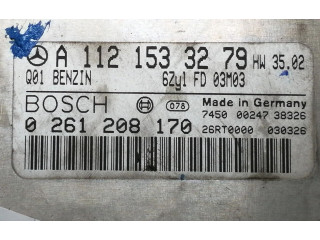 A 112 153 32 79 HW 35.02
Q01 BENZIN 6Zyl FD 03M03
BOSCH 078 Made in Germany
7450 00247 38326
0 261 208 170 26RT0000 030326